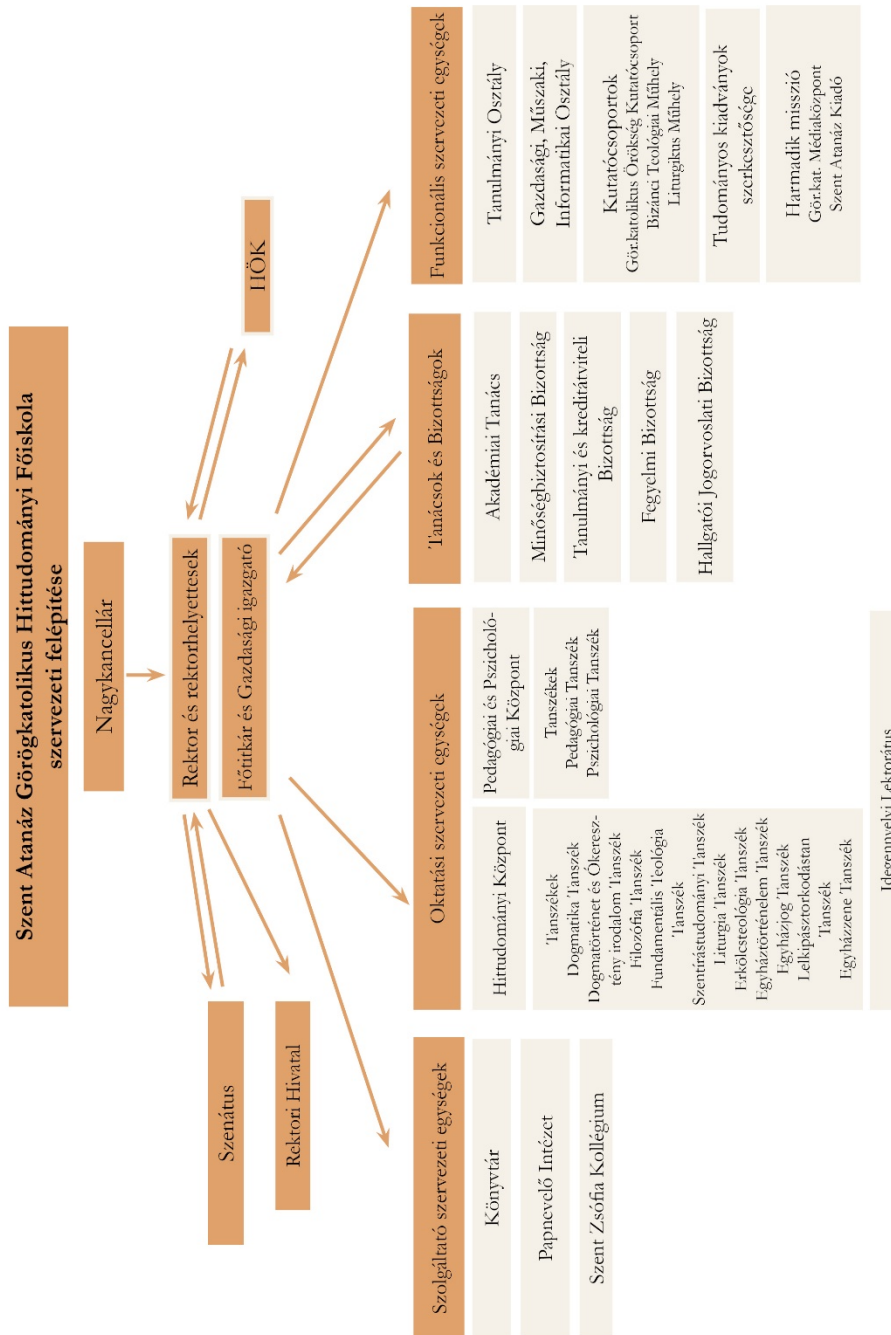 Szent Atanáz Görögkatolikus Hittudományi Főiskola
szervezeti felépítése
Nagykancellár
Rektor és rektorhelyettesek
Főtitkár és Gazdasági igazgató
HÖK
Szenátus
Rektori Hivatal
Szolgáltató szervezeti egységek
Könyvtár
Papnevelő Intézet
Szent Zsófia Kollégium
Oktatási szervezeti egységek
Hittudományi Központ
Tanszékek
Dogmatika Tanszék
Dogmatörténet és Ókeresz-
tény irodalom Tanszék
Filozófia Tanszék
Fundamentális Teológia
Tanszék
Szentírástudományi Tanszék
Liturgia Tanszék
Erkölcsteológia Tanszék
Egyháztörténelem Tanszék
Egyházjog Tanszék
Lelkipásztorkodástan
Tanszék
Egyházzene Tanszék
Pedagógiai és Pszicholó-
giai Központ
Tanszékek
Pedagógiai Tanszék
Pszichológiai Tanszék
Idegennyelvi Lektorátus
Tanácsok és Bizottságok
Akadémiai Tanács
Minőségbiztosítási Bizottság
Tanulmányi és kreditátviteli
Bizottság
Fegyelmi Bizottság
Hallgatói Jogorvoslati Bizottság
Funkcionális szervezeti egységek
Tanulmányi Osztály
Gazdasági, Műszaki,
Informatikai Osztály
Kutatócsoportok
Gör.katolikus Örökség Kutatócsoport
Bizánci Teológiai Műhely
Liturgikus Műhely
Tudományos kiadványok
szerkesztősége
Harmadik misszió
Gör.kat. Médiaközpont
Szent Atanáz Kiadó